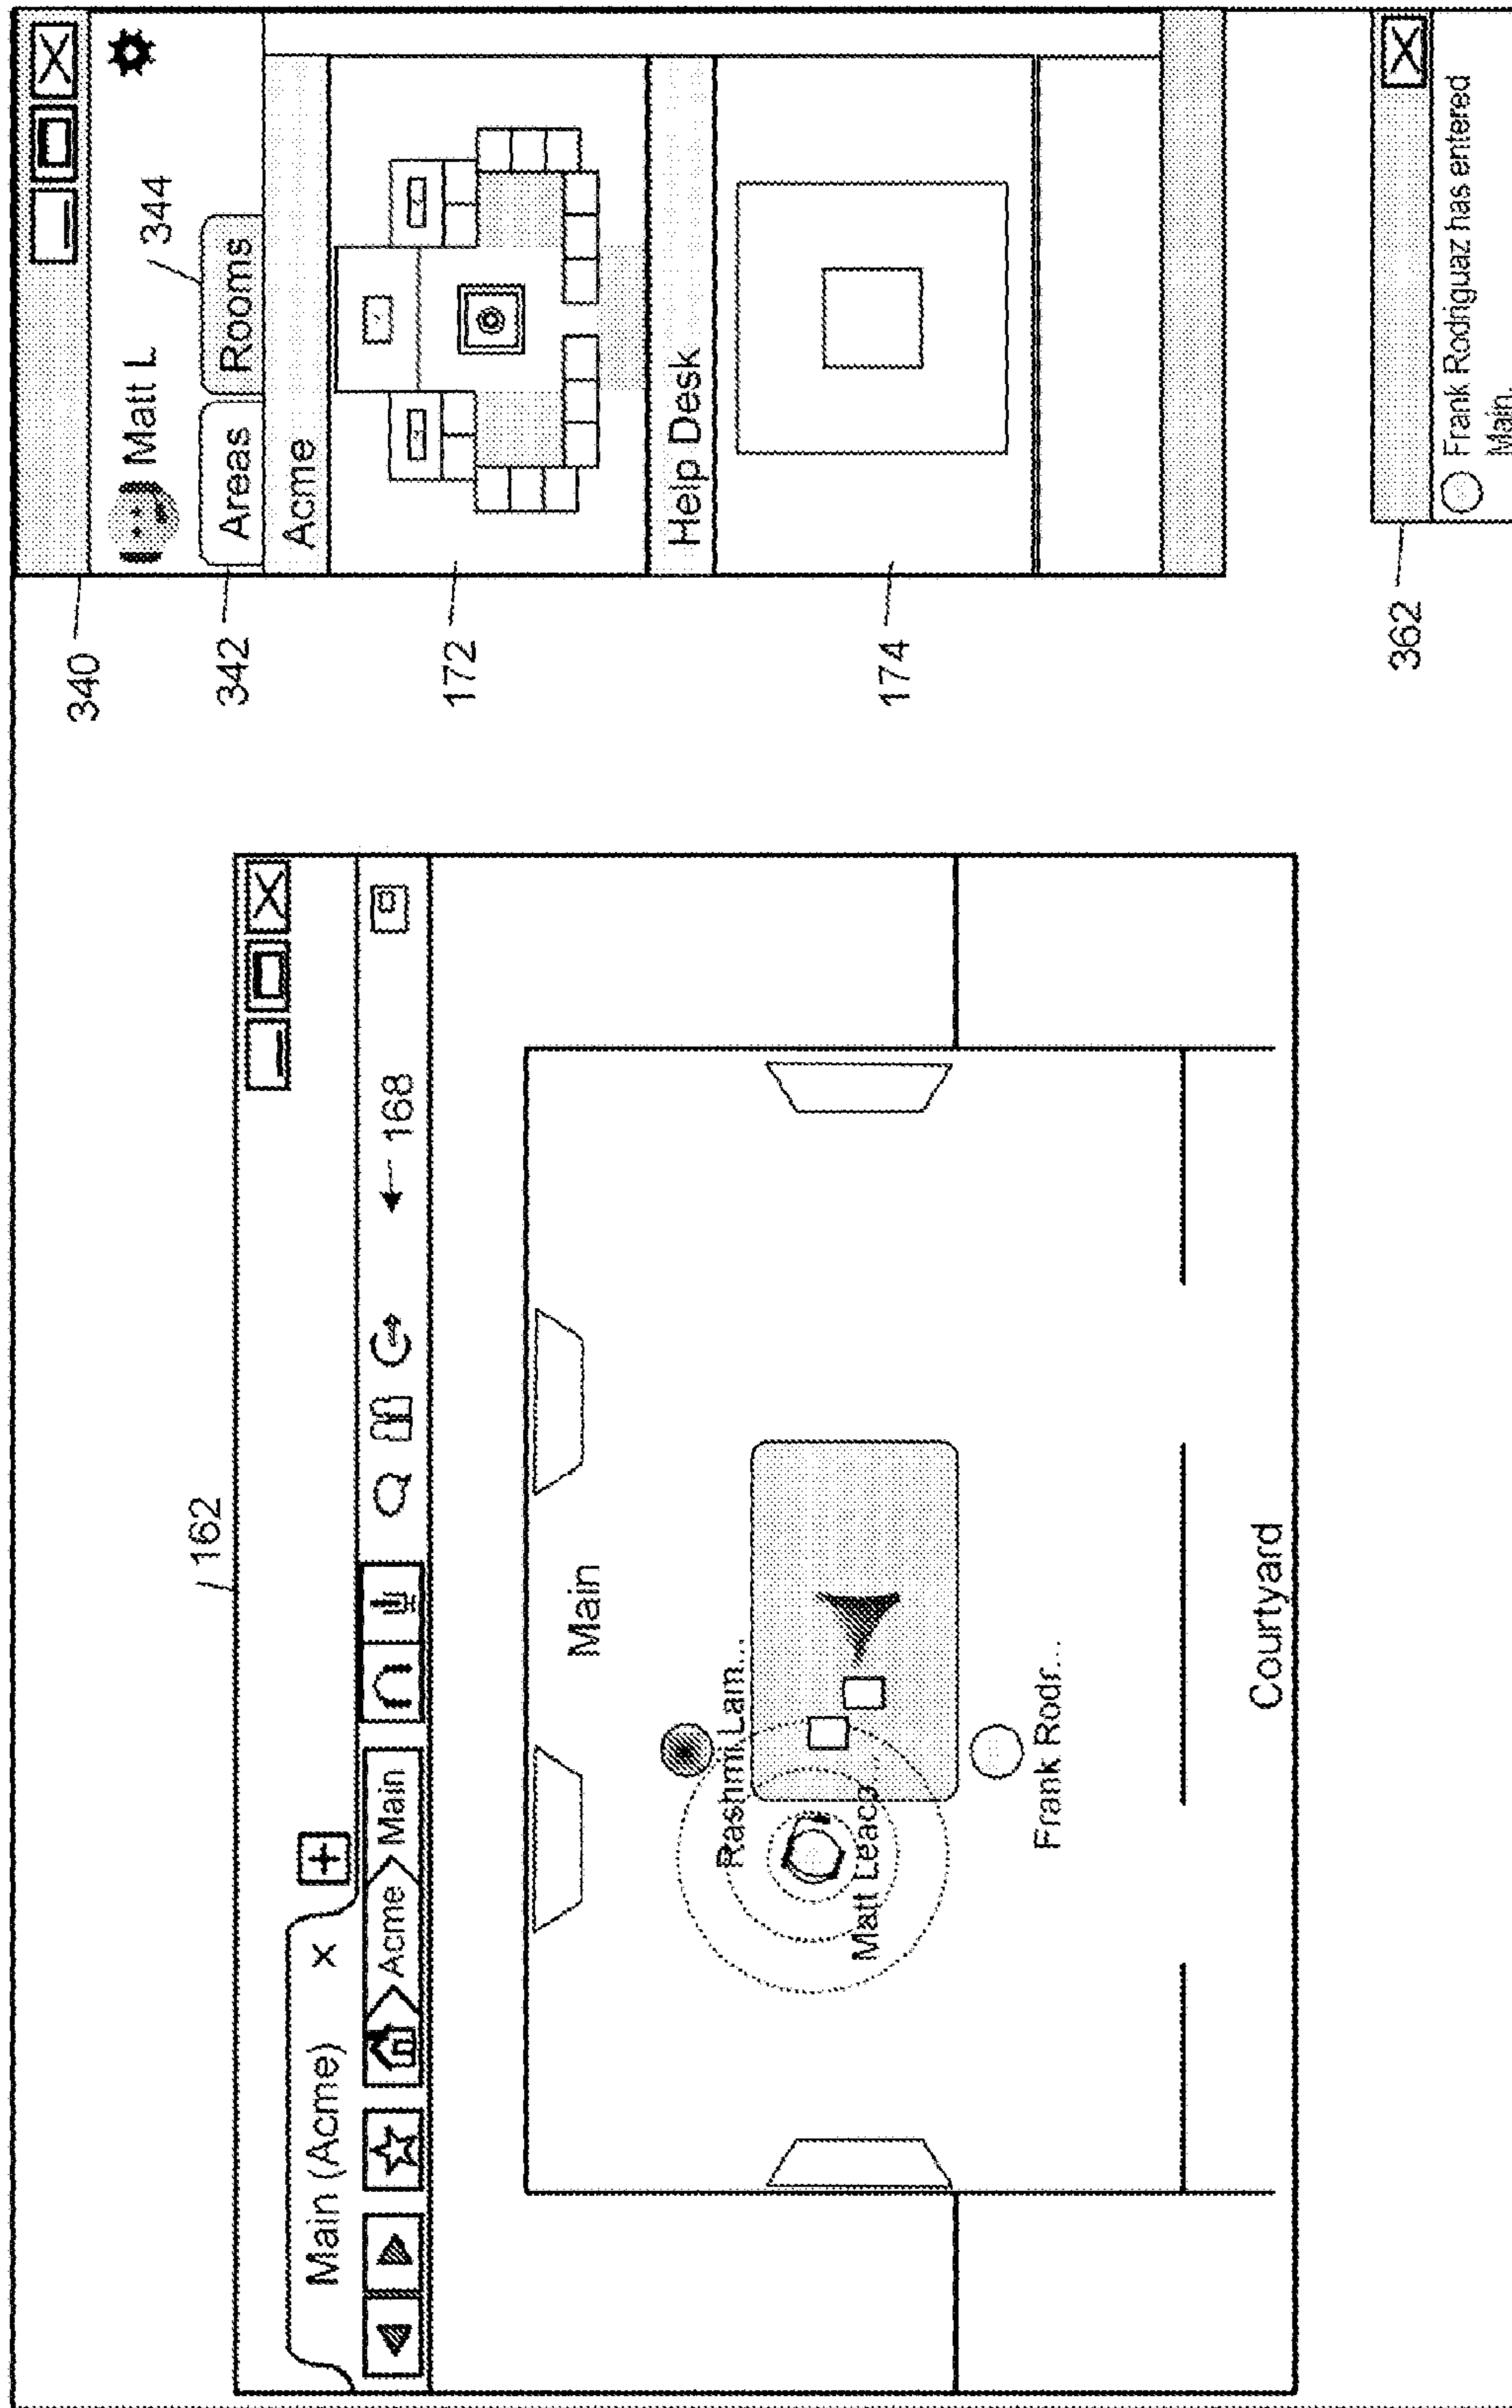 162
Main (Acme) x
Acme Main
168
Main
Rashmi Lam...
Matt Leaco...
Frank Rodr...
Courtyard
340
Matt L
344
342
Areas Rooms
Acme
172
Help Desk
174
362
Frank Rodriguaz has entered
Main.